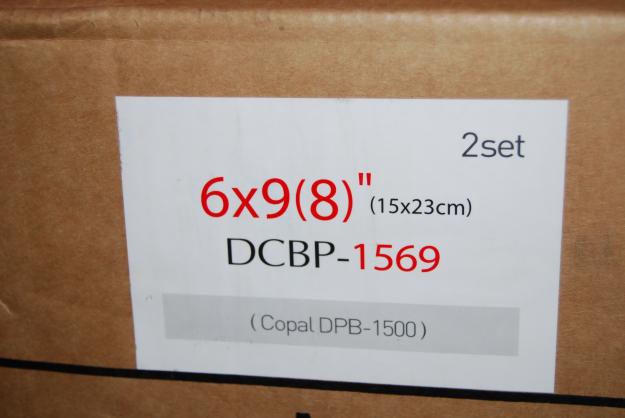 2set
6x9(8)" (15x23cm)
DCBP-1569
( Copal DPB-1500 )